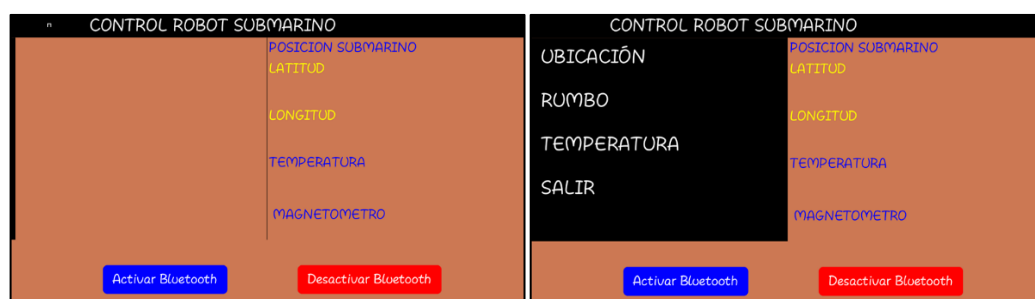 n CONTROL ROBOT SUBMARINO
POSICION SUBMARINO
LATITUD
LONGITUD
TEMPERATURA
MAGNETOMETRO
Activar Bluetooth Desactivar Bluetooth
CONTROL ROBOT SUBMARINO
UBICACIÓN
RUMBO
TEMPERATURA
SALIR
POSICION SUBMARINO
LATITUD
LONGITUD
TEMPERATURA
MAGNETOMETRO
Activar Bluetooth Desactivar Bluetooth